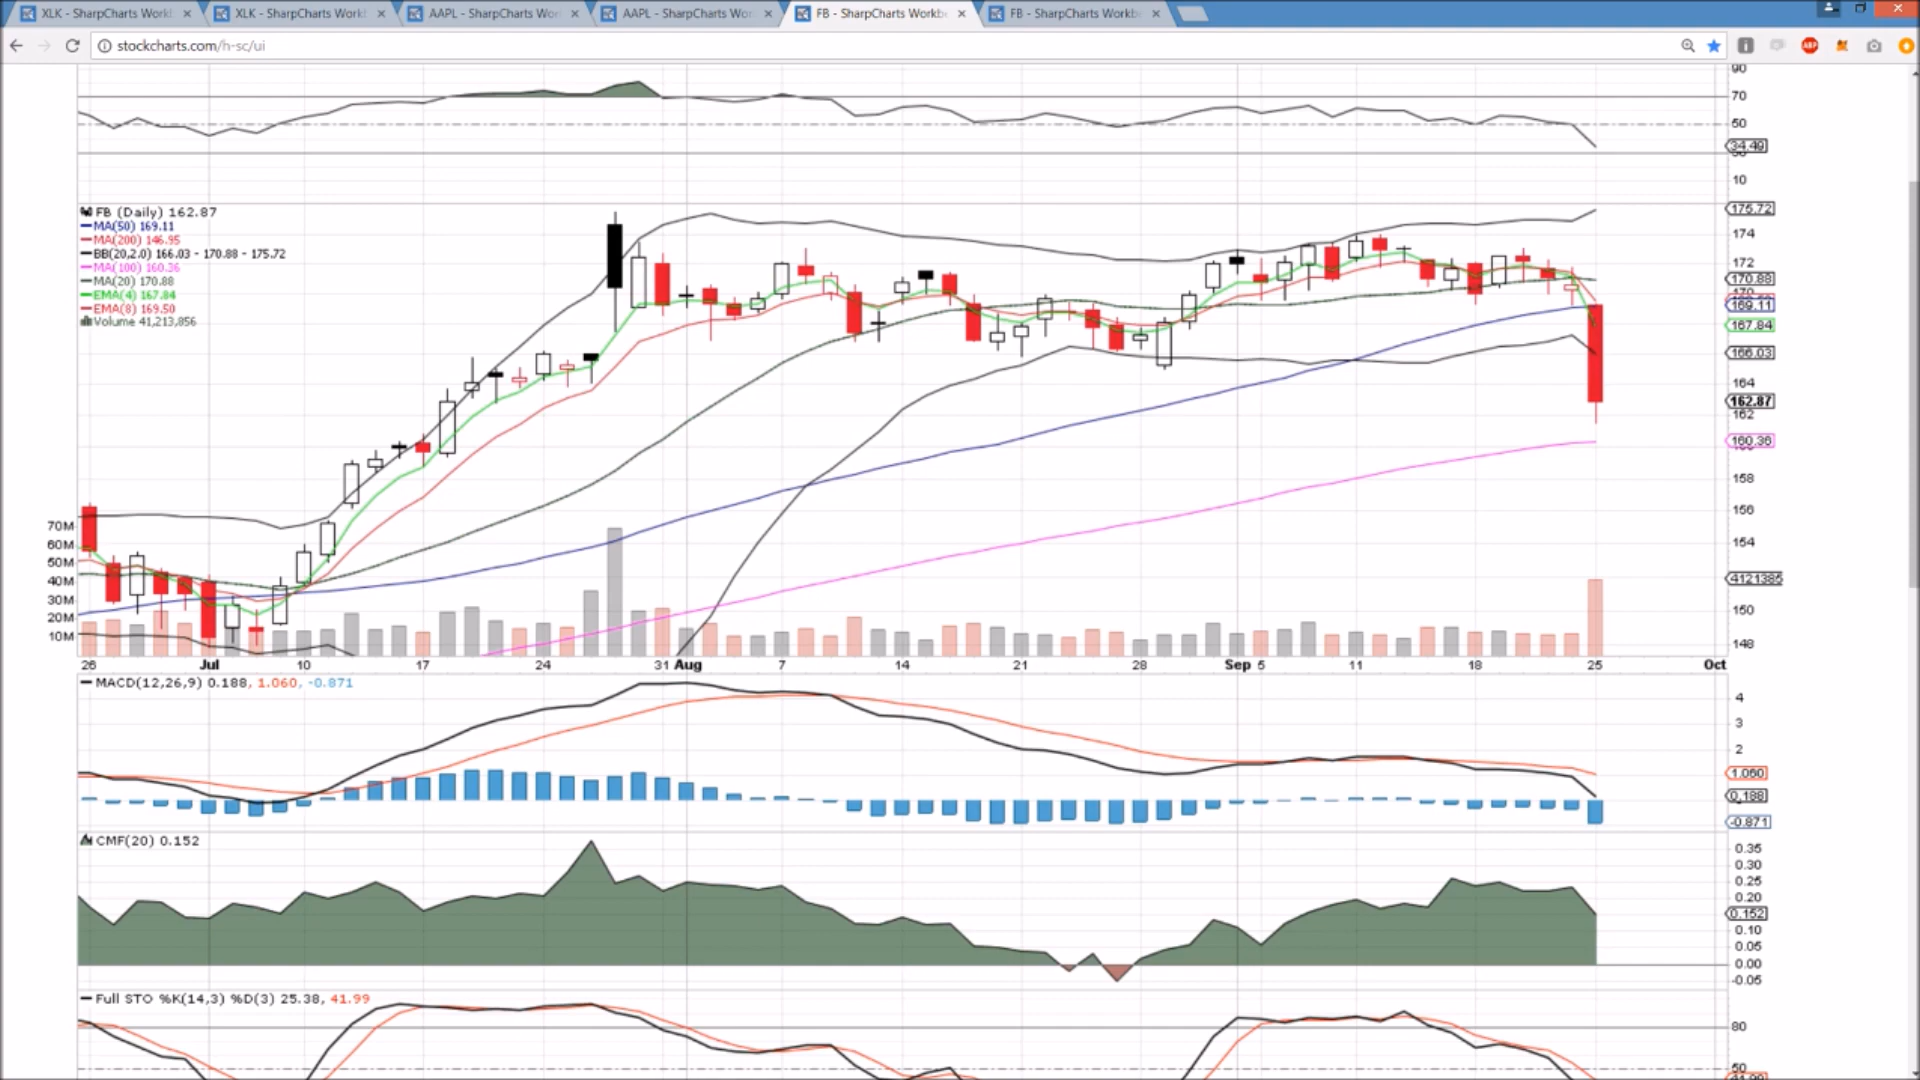 XLK - SharpCharts Workl
XLK - SharpCharts Workl
AAPL - SharpCharts Wor
AAPL - SharpCharts Wor
FB - SharpCharts Workb
FB - SharpCharts Workb
stockcharts.com/h-sc/ui
ABP
90
70
50
34.49
10
FB (Daily) 162.87
MA(50) 169.11
MA(200) 146.95
BB(20,2.0) 166.03 - 170.88 - 175.72
MA(100) 160.36
MA(20) 170.88
EMA(4) 167.84
EMA(8) 169.50
Volume 41,213,856
175.72
174
172
170.88
169.11
167.84
166.03
164
162.87
162
160.36
158
156
154
4121385
150
148
70M
60M
50M
40M
30M
20M
10M
26 Jul 10 17 24 31 Aug 7 14 21 28 Sep 5 11 18 25 Oct
MACD(12,26,9) 0.188, 1.060, -0.871
4
3
2
1.060
0.188
-0.871
CMF(20) 0.152
0.35
0.30
0.25
0.20
0.152
0.10
0.05
0.00
-0.05
Full STO %K(14,3) %D(3) 25.38, 41.99
80
50